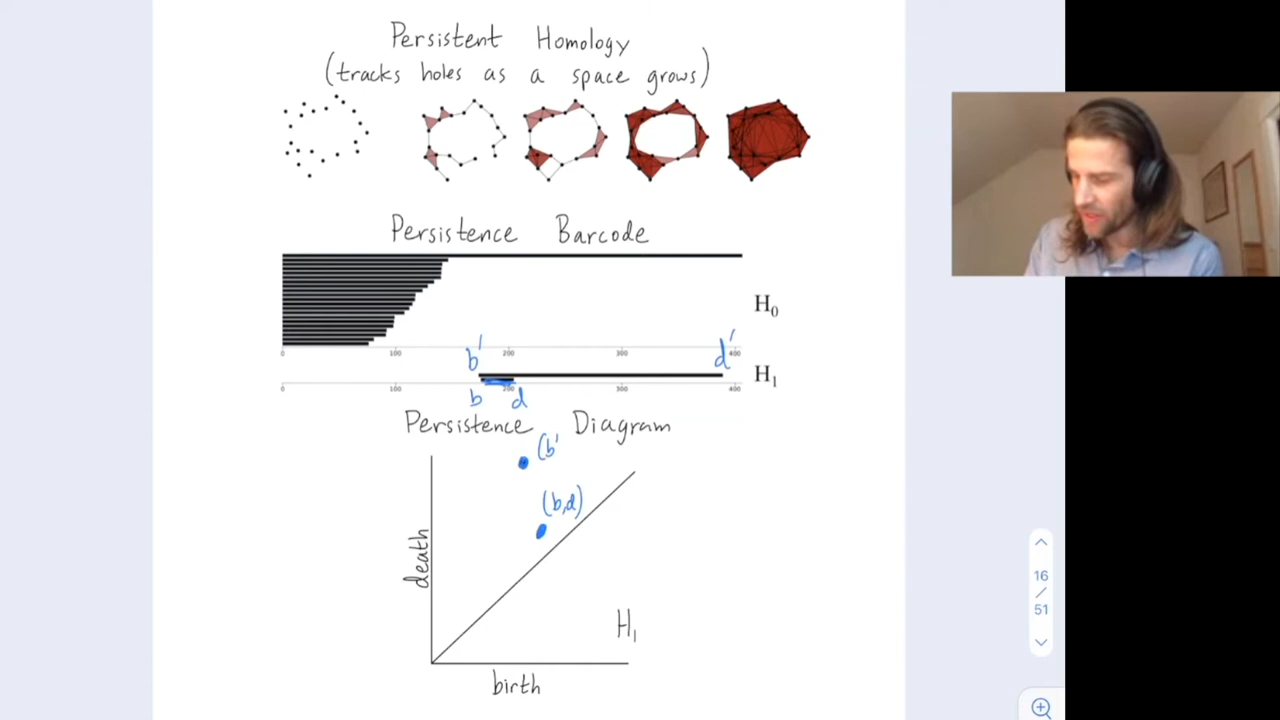 Persistent Homology
(tracks holes as a space grows)
Persistence Barcode
H0
0 100 200 300 400
b' d'
H1
0 100 200 300 400
b d
Persistence Diagram
(b'
(b,d)
death
H1
birth
16
/
51